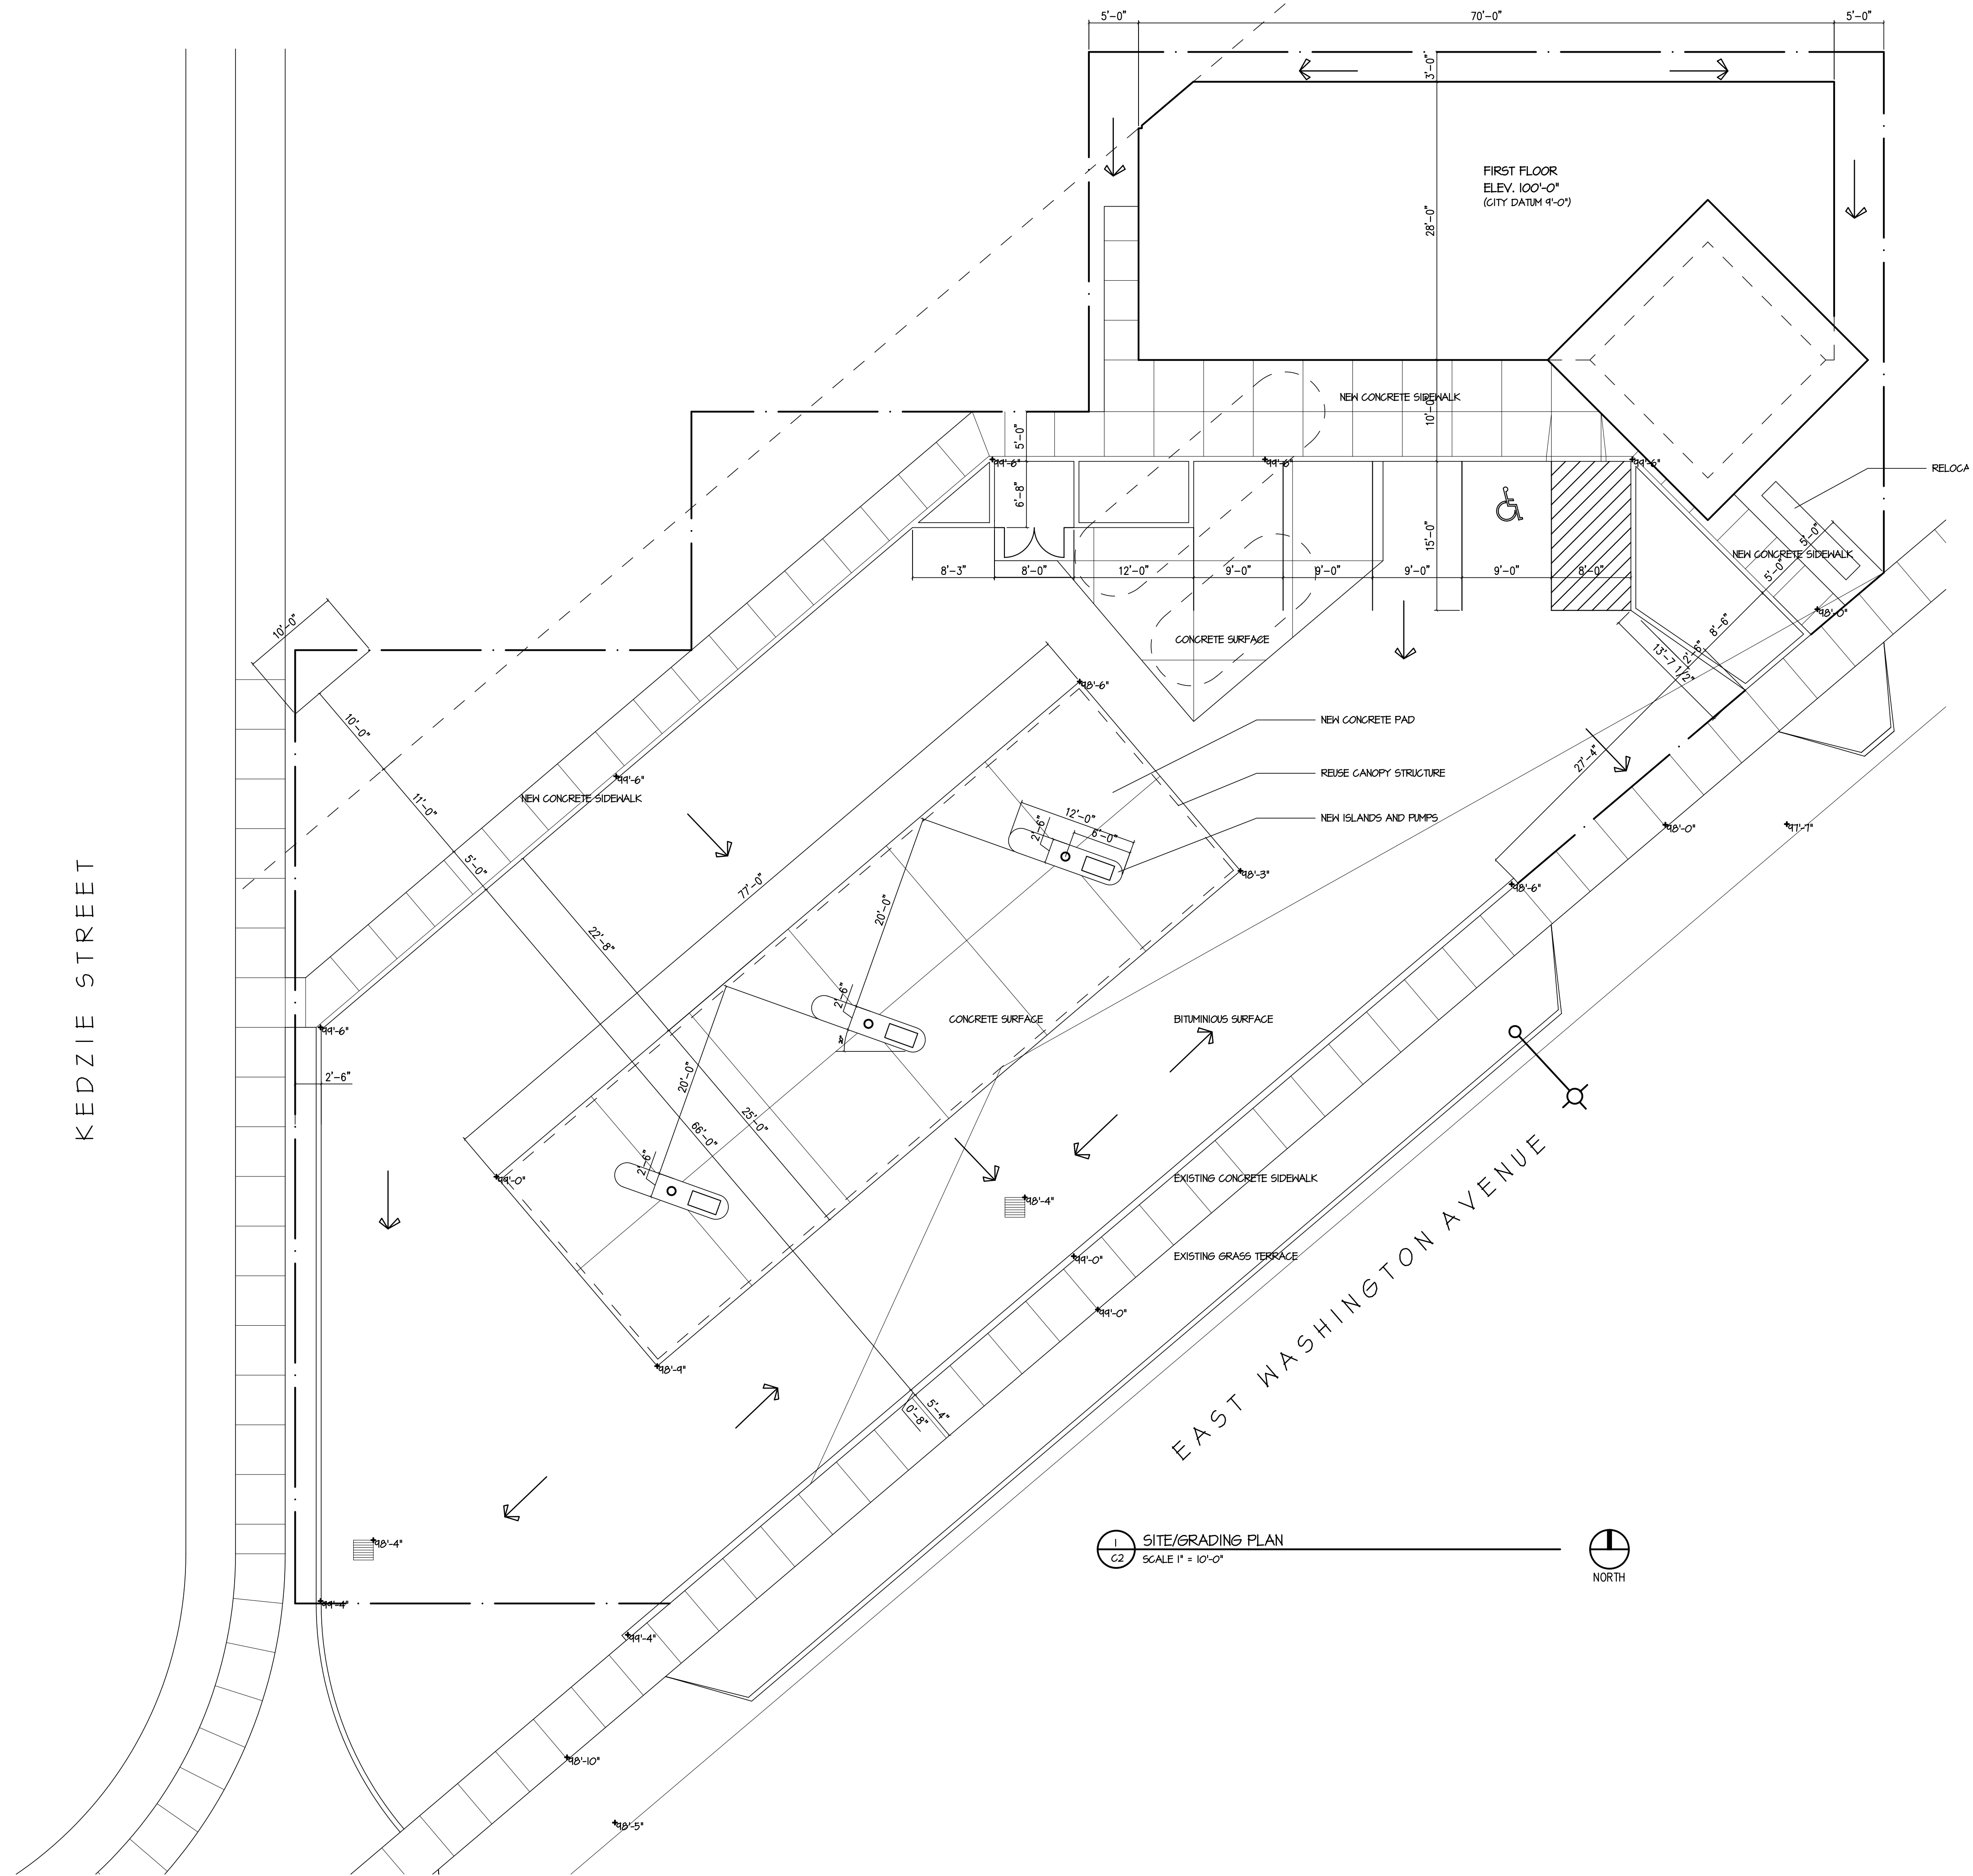 5'-0" 70'-0" 5'-0"
3'-0"
FIRST FLOOR
ELEV. 100'-0"
(CITY DATUM 9'-0")
28'-0"
NEW CONCRETE SIDEWALK
10'-0"
5'-0"
99'-6" 99'-6" 99'-6"
RELOCA
6'-8"
15'-0"
5'-0"
NEW CONCRETE SIDEWALK
8'-3" 8'-0" 12'-0" 9'-0" 9'-0" 9'-0" 9'-0" 8'-0"
5'-0"
98'-0"
10'-0"
8'-6"
CONCRETE SURFACE
2'-6"
13'-7 1/2"
98'-6"
10'-0"
NEW CONCRETE PAD
27'-4"
REUSE CANOPY STRUCTURE
99'-6"
NEW CONCRETE SIDEWALK
11'-0"
12'-0"
NEW ISLANDS AND PUMPS
2'-6"
6'-0"
98'-0"
97'-7"
5'-0"
77'-0"
98'-3"
98'-6"
20'-0"
22'-8"
KEDZIE STREET
2'-6"
CONCRETE SURFACE
BITUMINIOUS SURFACE
99'-6"
2'-6"
20'-0"
25'-0"
66'-0"
2'-6"
99'-0"
EXISTING CONCRETE SIDEWALK
98'-4"
EXISTING GRASS TERRACE
99'-0"
99'-0"
EAST WASHINGTON AVENUE
98'-9"
5'-4"
0'-8"
98'-4"
1
C2
SITE/GRADING PLAN
SCALE 1" = 10'-0"
NORTH
99'-4"
99'-4"
98'-10"
98'-5"